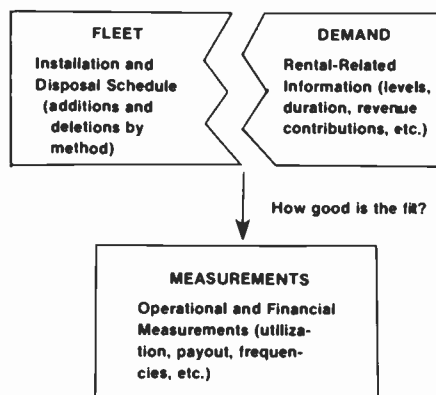 FLEET
Installation and
Disposal Schedule
(additions and
deletions by
method)
DEMAND
Rental-Related
Information (levels,
duration, revenue
contributions, etc.)
How good is the fit?
MEASUREMENTS
Operational and Financial
Measurements (utiliza-
tion, payout, frequen-
cies, etc.)